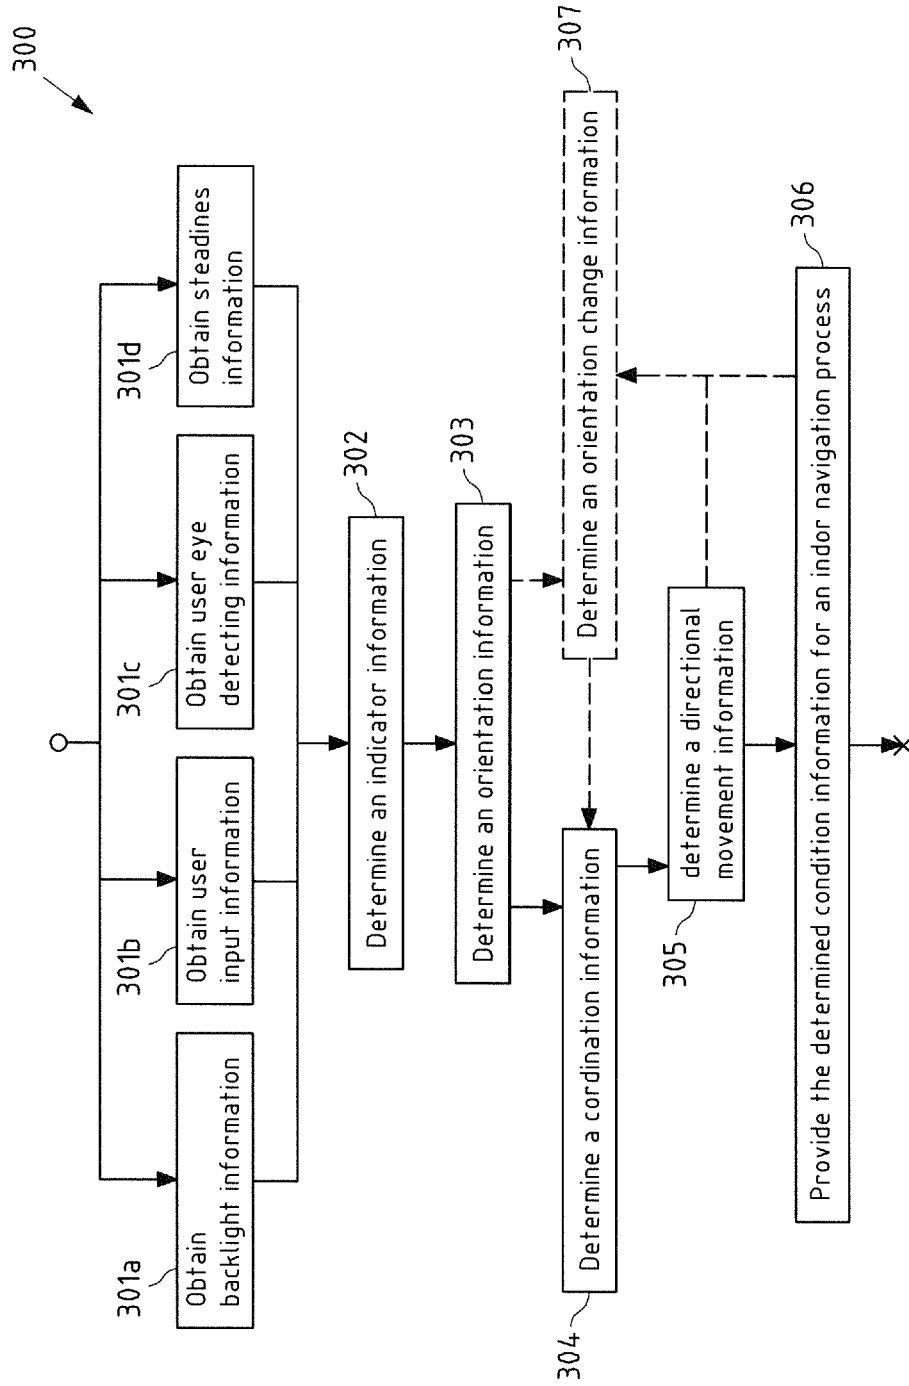 300
301a
Obtain
backlight information
301b
Obtain user
input information
301c
Obtain user eye
detecting information
301d
Obtain steadines
information
302
Determine an indicator information
303
Determine an orientation information
304
Determine a cordination information
307
Determine an orientation change information
305
determine a directional
movement information
306
Provide the determined condition information for an indor navigation process